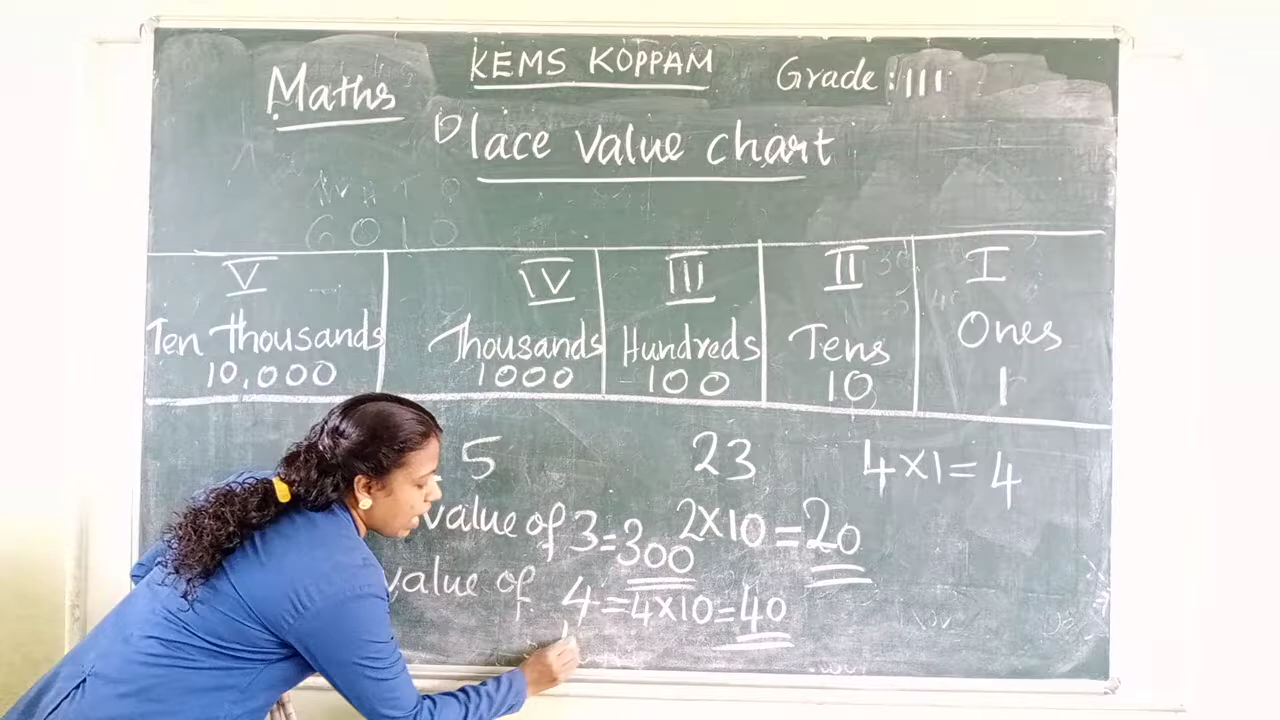 KEMS KOPPAM
Maths
Grade: III
Place value chart
6010
V IV III II I
Ten thousands Thousands Hundreds Tens Ones
10,000 1000 100 10 1
5 23 4×1=4
value of 3=300 2×10=20
value of 4=4×10=40